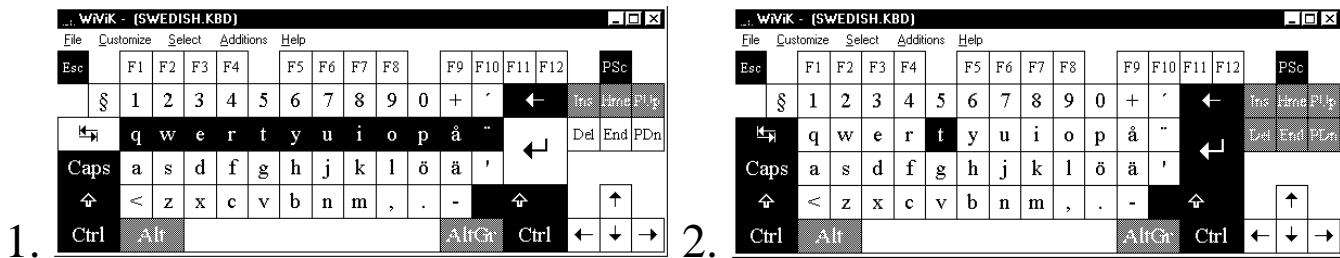 WiViK - (SWEDISH.KBD)
File Customize Select Additions Help
Esc F1 F2 F3 F4 F5 F6 F7 F8 F9 F10 F11 F12 PSc
§ 1 2 3 4 5 6 7 8 9 0 + ´ ← Ins Hme PUp
↹ q w e r t y u i o p å ¨ ↵ Del End PDn
Caps a s d f g h j k l ö ä '
⇧ < z x c v b n m , . - ⇧ ↑
Ctrl Alt AltGr Ctrl ← ↓ →
1.
WiViK - (SWEDISH.KBD)
File Customize Select Additions Help
Esc F1 F2 F3 F4 F5 F6 F7 F8 F9 F10 F11 F12 PSc
§ 1 2 3 4 5 6 7 8 9 0 + ´ ← Ins Hme PUp
↹ q w e r t y u i o p å ¨ ↵ Del End PDn
Caps a s d f g h j k l ö ä '
⇧ < z x c v b n m , . - ⇧ ↑
Ctrl Alt AltGr Ctrl ← ↓ →
2.